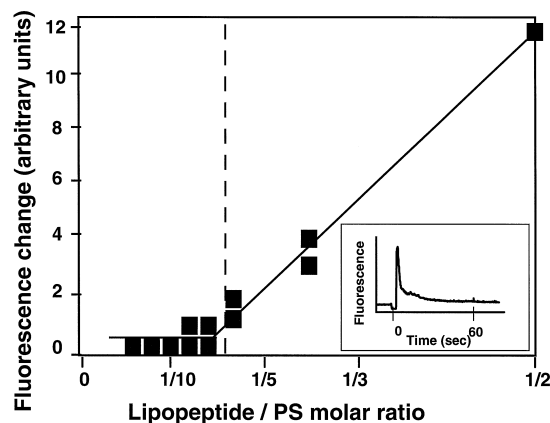 Fluorescence change (arbitrary units)
12
10
8
6
4
2
0
0 1/10 1/5 1/3 1/2
Lipopeptide / PS molar ratio
Fluorescence
0 60
Time (sec)